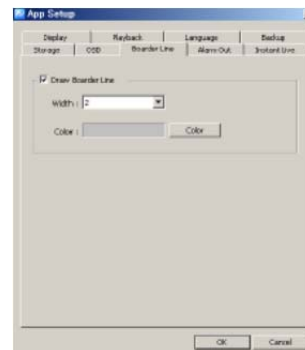 App Setup
Display Playback Language Backup
Storage OSD Boarder Line Alarm-Out Instant Live
Draw Boarder Line
Width : 2
Color : Color
OK Cancel